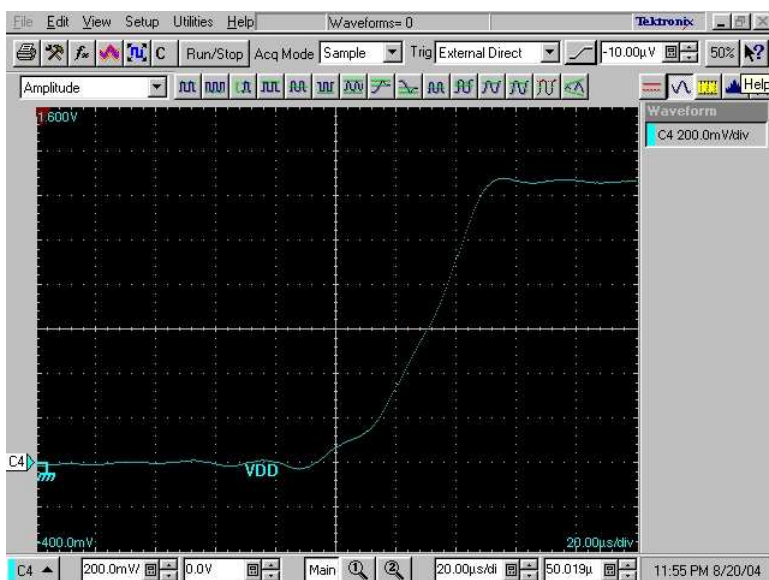 File Edit View Setup Utilities Help Waveforms= 0 Tektronix
C Run/Stop Acq Mode Sample Trig External Direct -10.00µV 50%
Amplitude Help
1.600V
Waveform
C4 200.0mV/div
C4
VDD
-400.0mV 20.00µs/div
C4 200.0mV/ 0.0V Main 1 2 20.00µs/di 50.019µ 11:55 PM 8/20/04